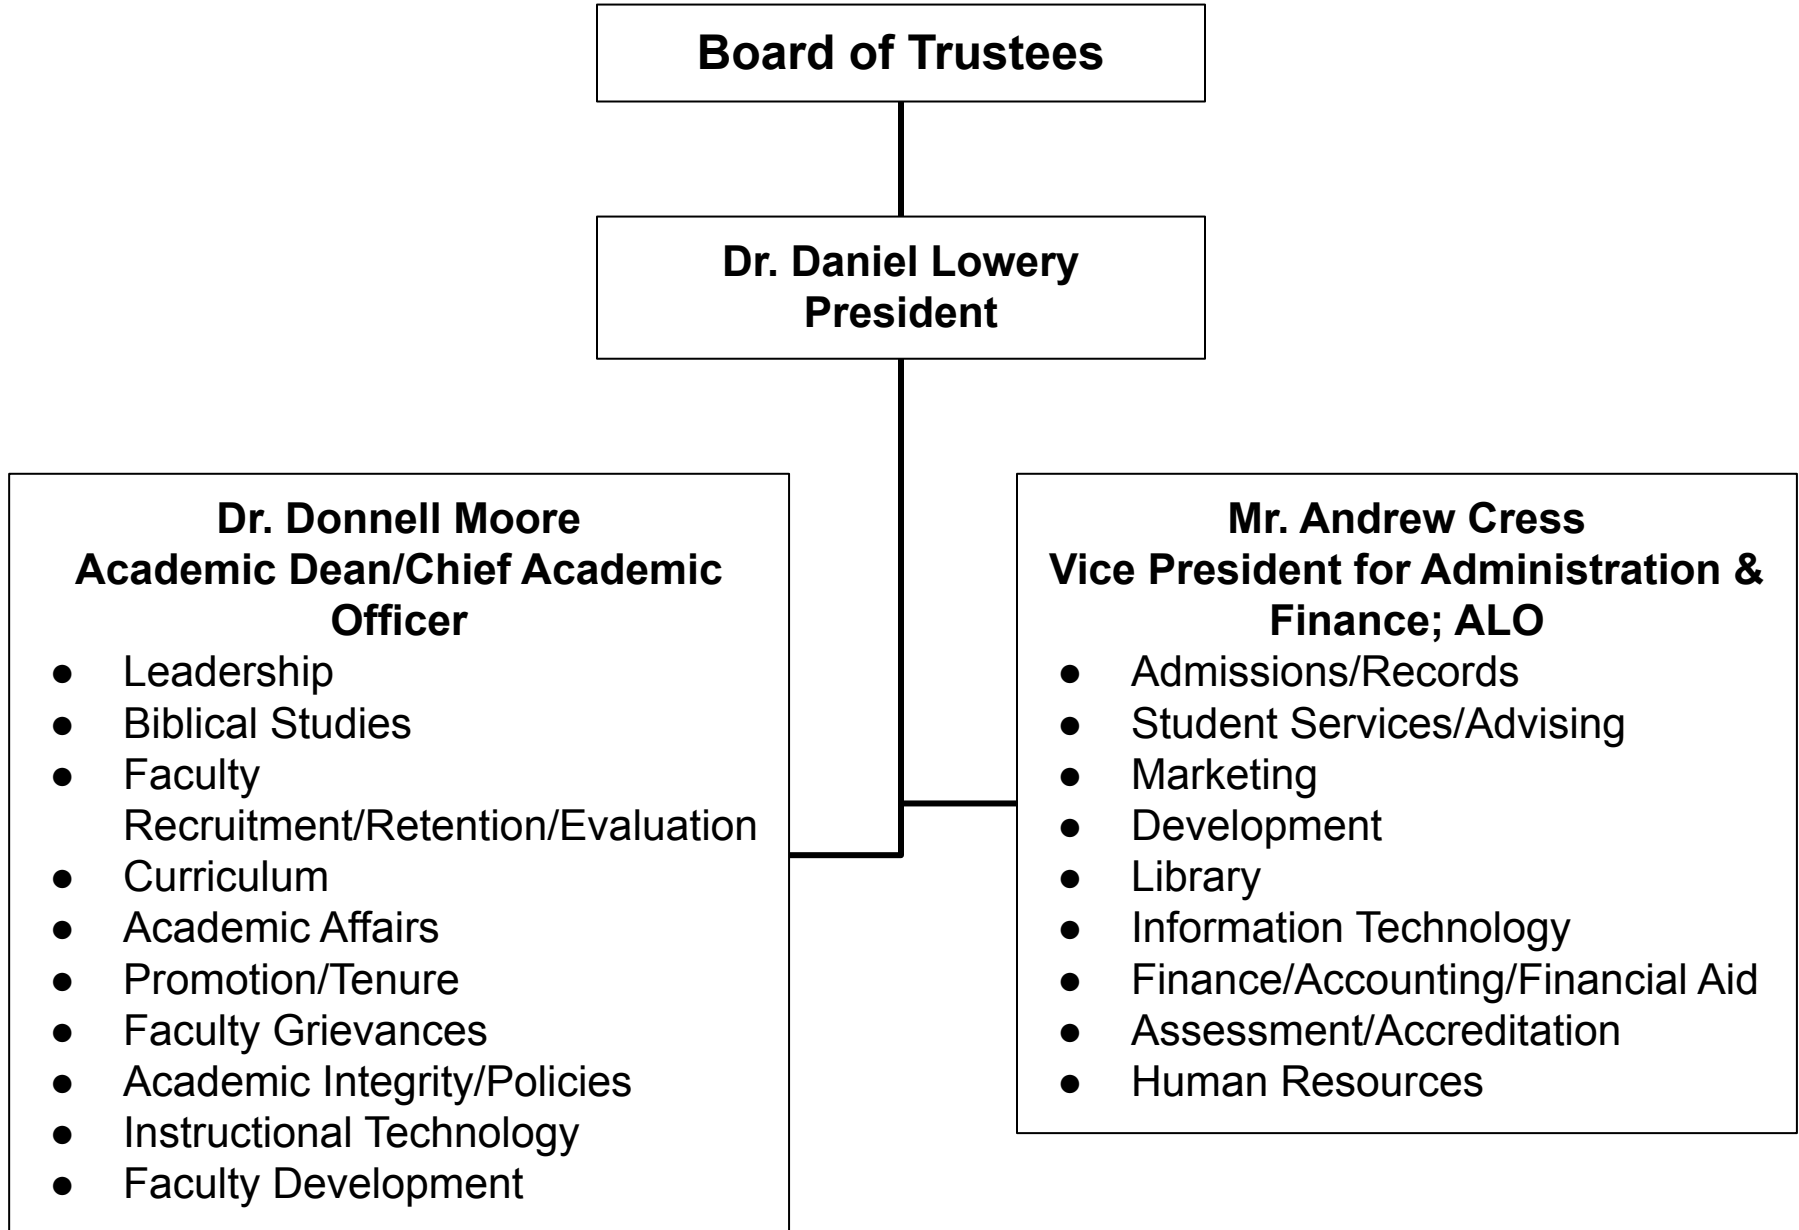 Board of Trustees
Dr. Daniel Lowery
President
Dr. Donnell Moore
Academic Dean/Chief Academic
Officer
● Leadership
● Biblical Studies
● Faculty
Recruitment/Retention/Evaluation
● Curriculum
● Academic Affairs
● Promotion/Tenure
● Faculty Grievances
● Academic Integrity/Policies
● Instructional Technology
● Faculty Development
Mr. Andrew Cress
Vice President for Administration &
Finance; ALO
● Admissions/Records
● Student Services/Advising
● Marketing
● Development
● Library
● Information Technology
● Finance/Accounting/Financial Aid
● Assessment/Accreditation
● Human Resources